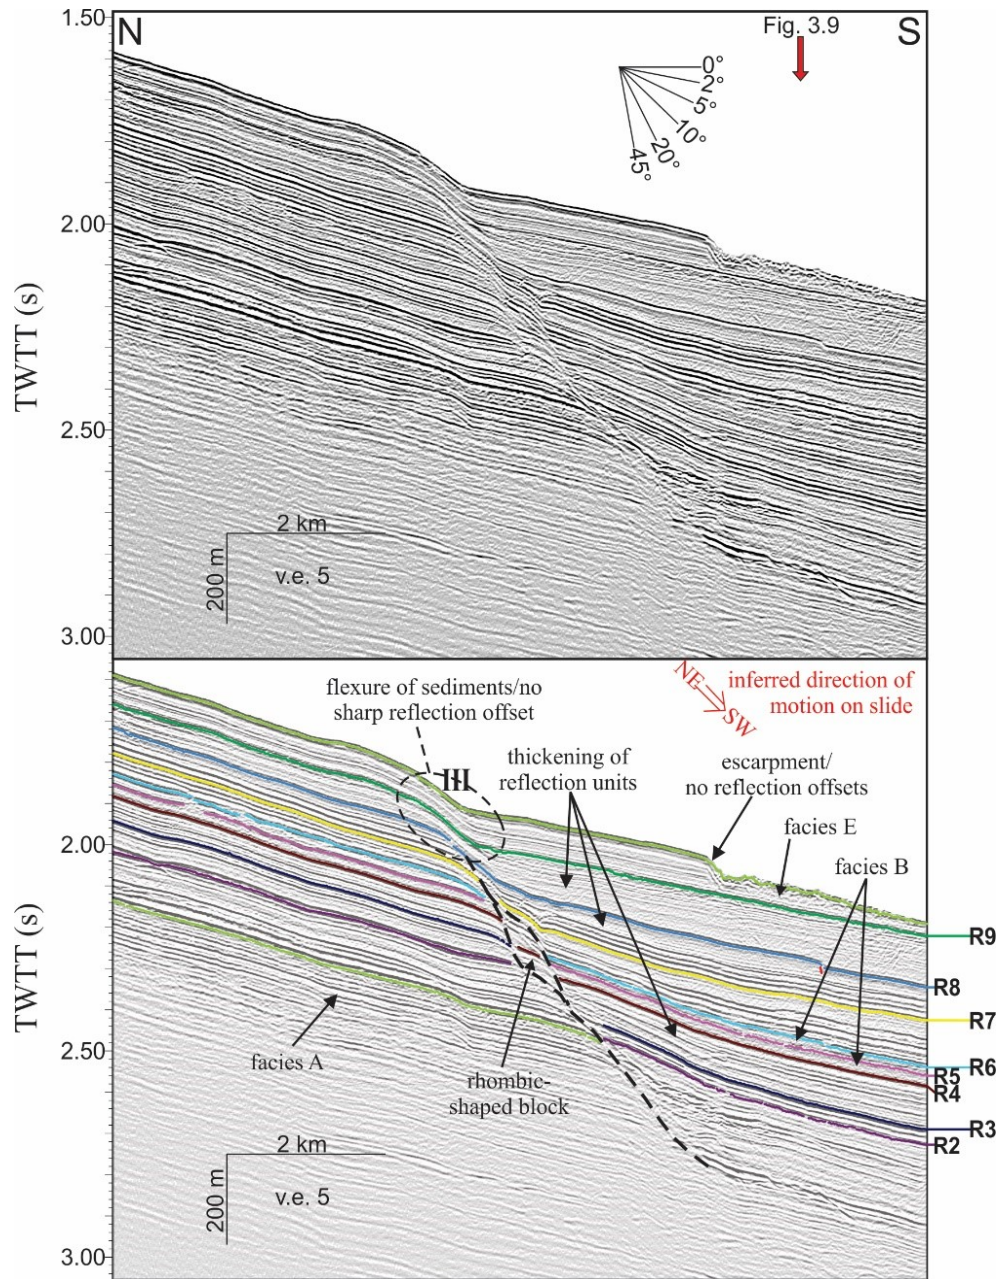 1.50
N
Fig. 3.9
S
0°
2°
5°
10°
20°
45°
2.00
TWTT (s)
2.50
2 km
200 m
v.e. 5
3.00
flexure of sediments/no
sharp reflection offset
NE
SW
inferred direction of
motion on slide
III
thickening of
reflection units
escarpment/
no reflection offsets
2.00
facies E
facies B
TWTT (s)
R9
R8
R7
2.50
facies A
rhombic-
shaped block
R6
R5
R4
R3
R2
2 km
200 m
v.e. 5
3.00